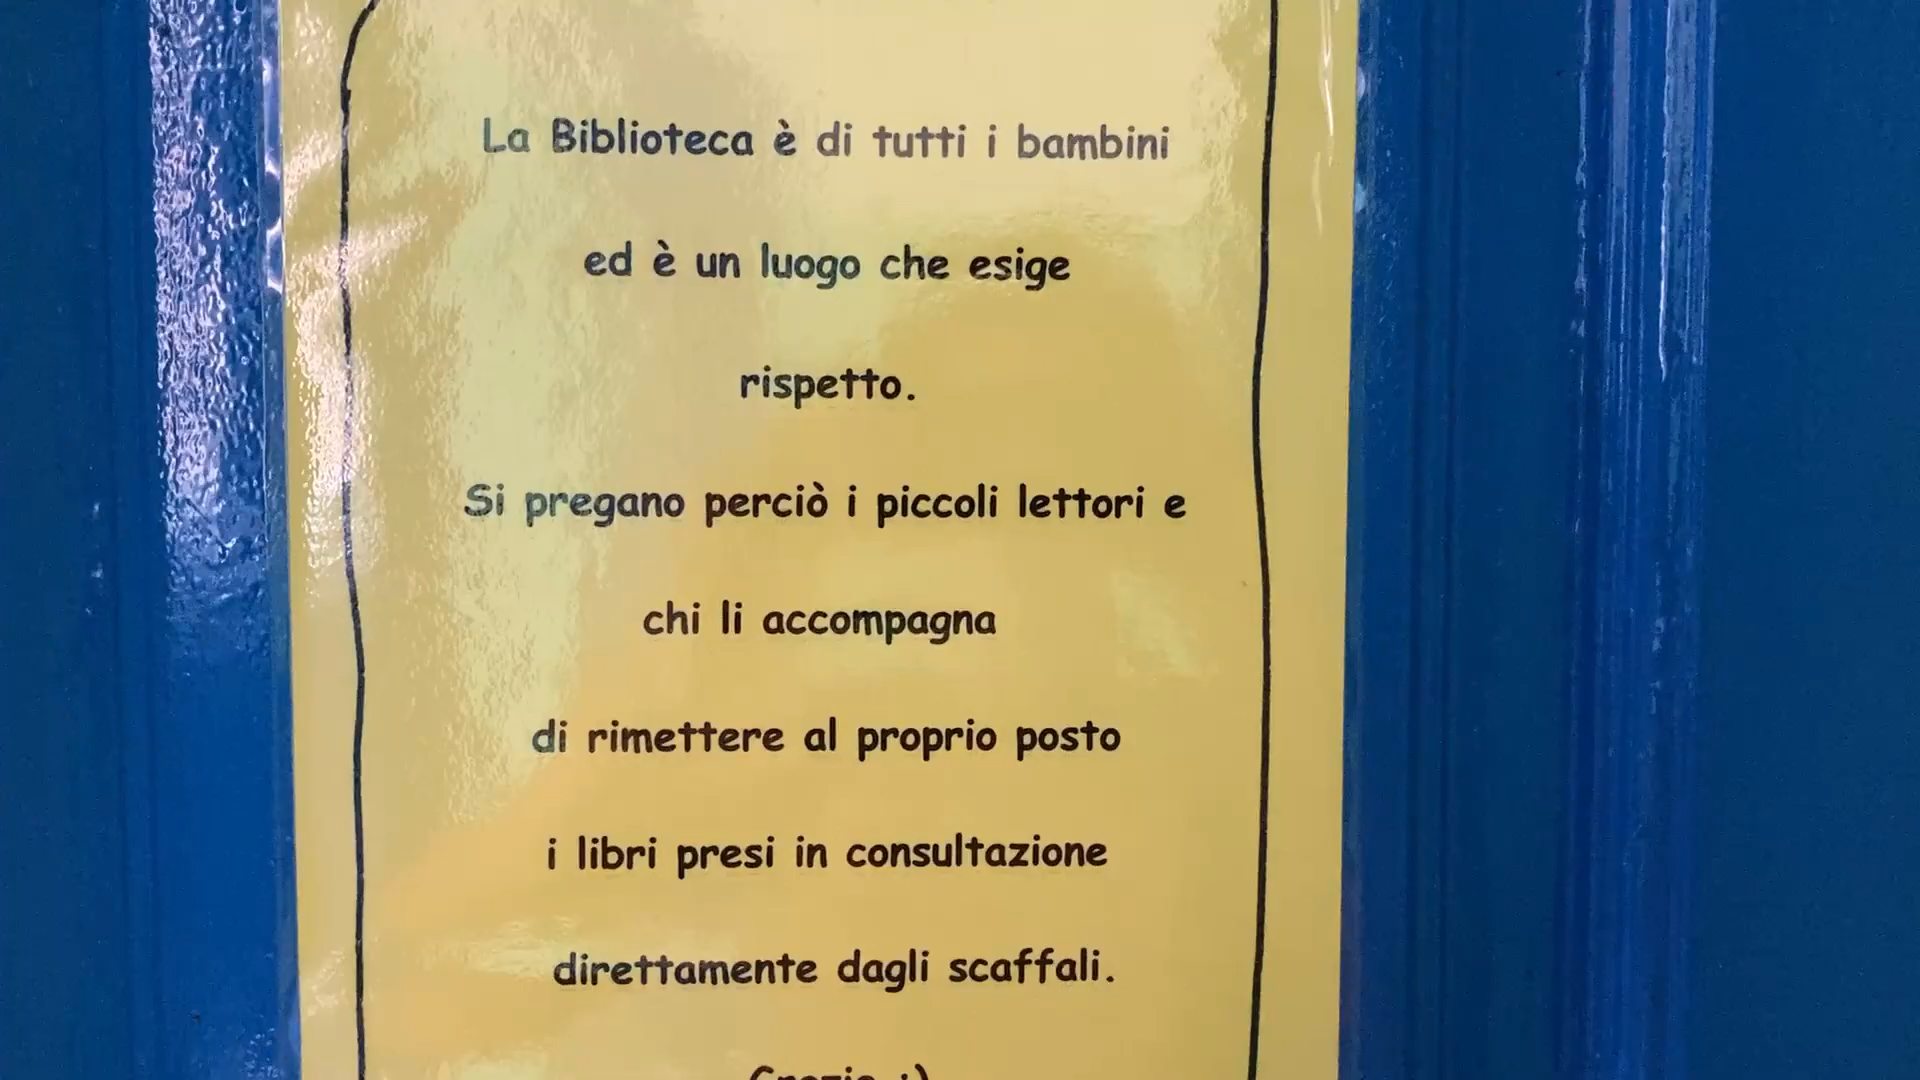 La Biblioteca è di tutti i bambini
ed è un luogo che esige
rispetto.
Si pregano perciò i piccoli lettori e
chi li accompagna
di rimettere al proprio posto
i libri presi in consultazione
direttamente dagli scaffali.
Grazie :)